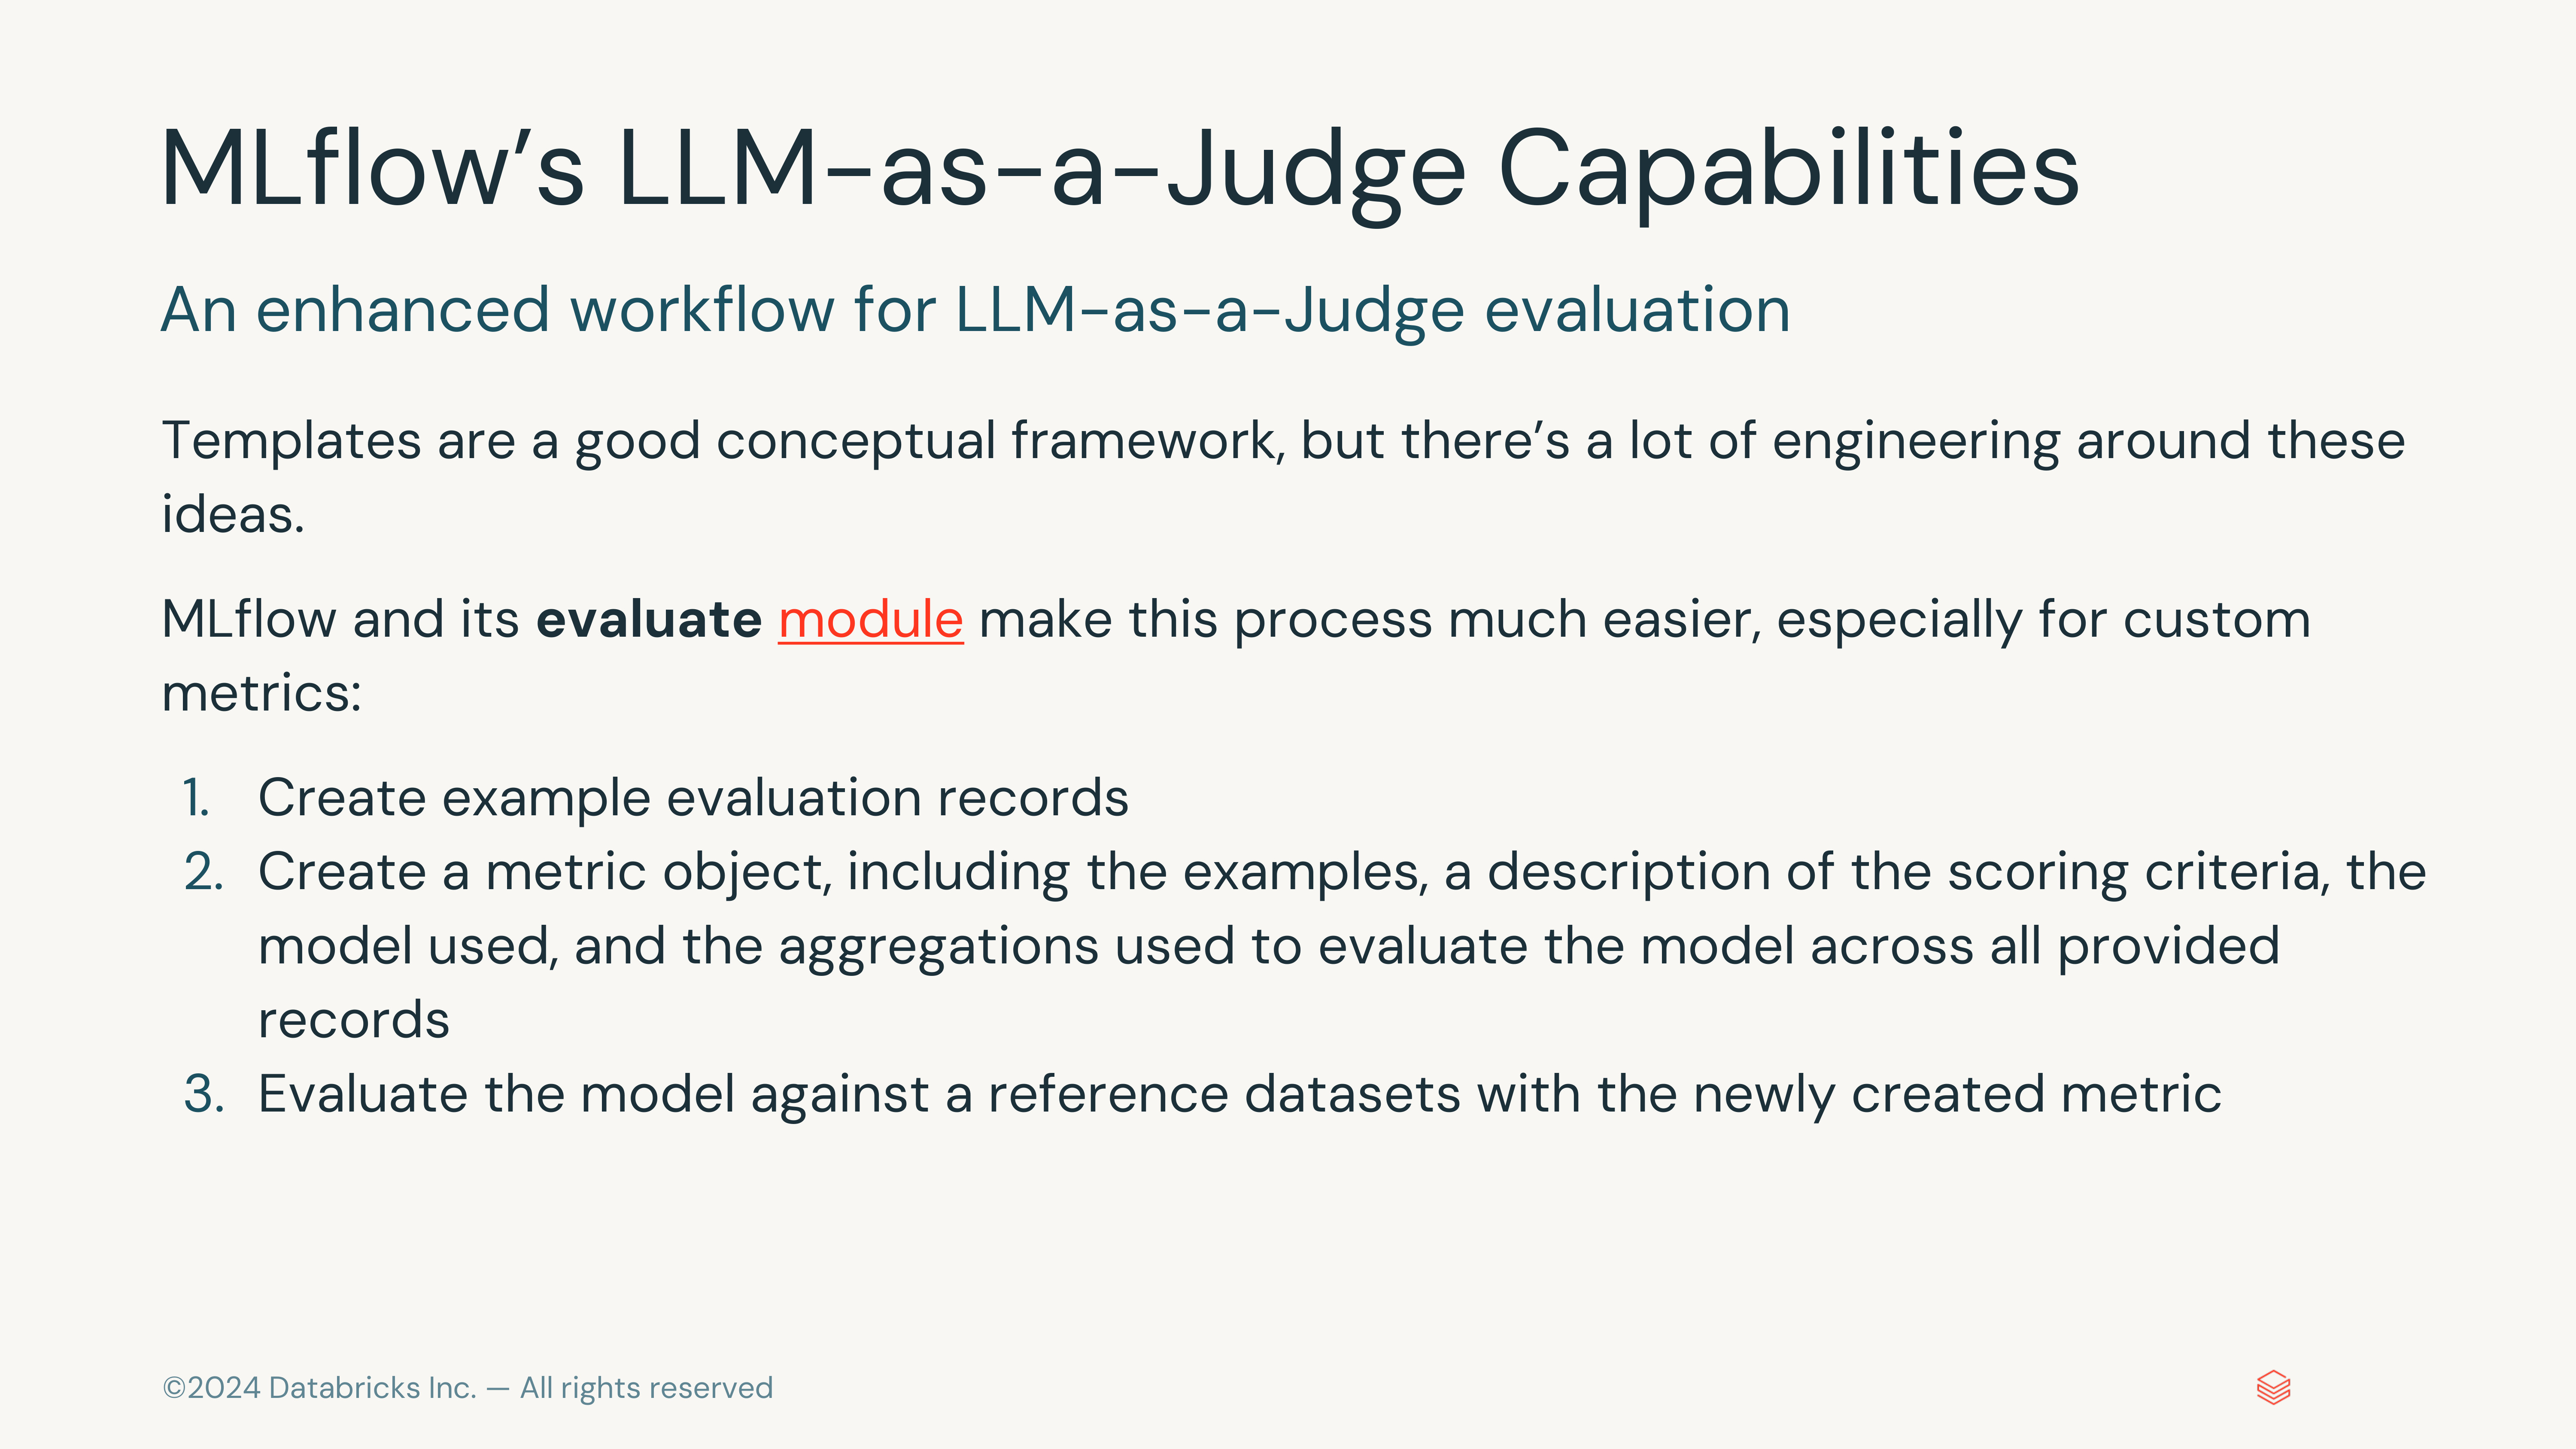 MLflow’s LLM-as-a-Judge Capabilities
An enhanced workflow for LLM-as-a-Judge evaluation
Templates are a good conceptual framework, but there’s a lot of engineering around these
ideas.
MLflow and its evaluate module make this process much easier, especially for custom
metrics:
1. Create example evaluation records
2. Create a metric object, including the examples, a description of the scoring criteria, the
model used, and the aggregations used to evaluate the model across all provided
records
3. Evaluate the model against a reference datasets with the newly created metric
©2024 Databricks Inc. — All rights reserved